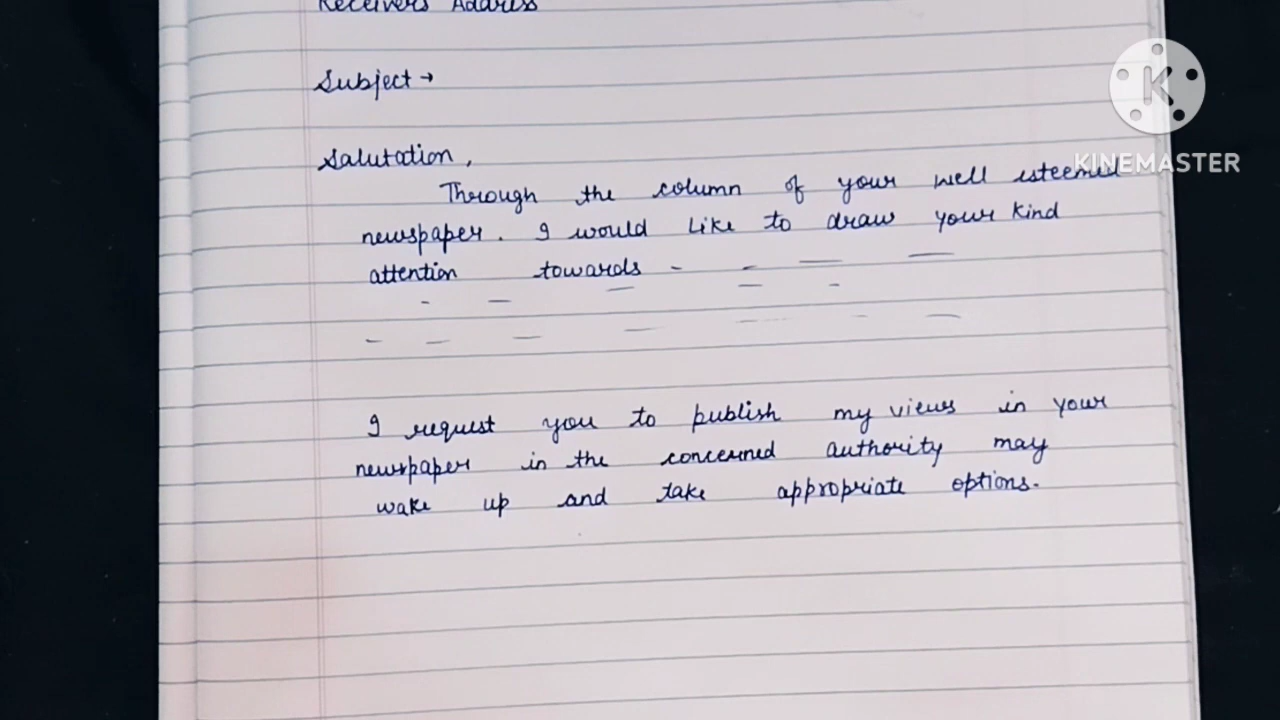 Receivers Address
Subject →
Salutation,
Through the column of your well esteemed
newspaper. I would like to draw your kind
attention towards - - — —
- — — — -
- - — — — - —
I request you to publish my views in your
newspaper in the concerned authority may
wake up and take appropriate options.
K
KINEMASTER